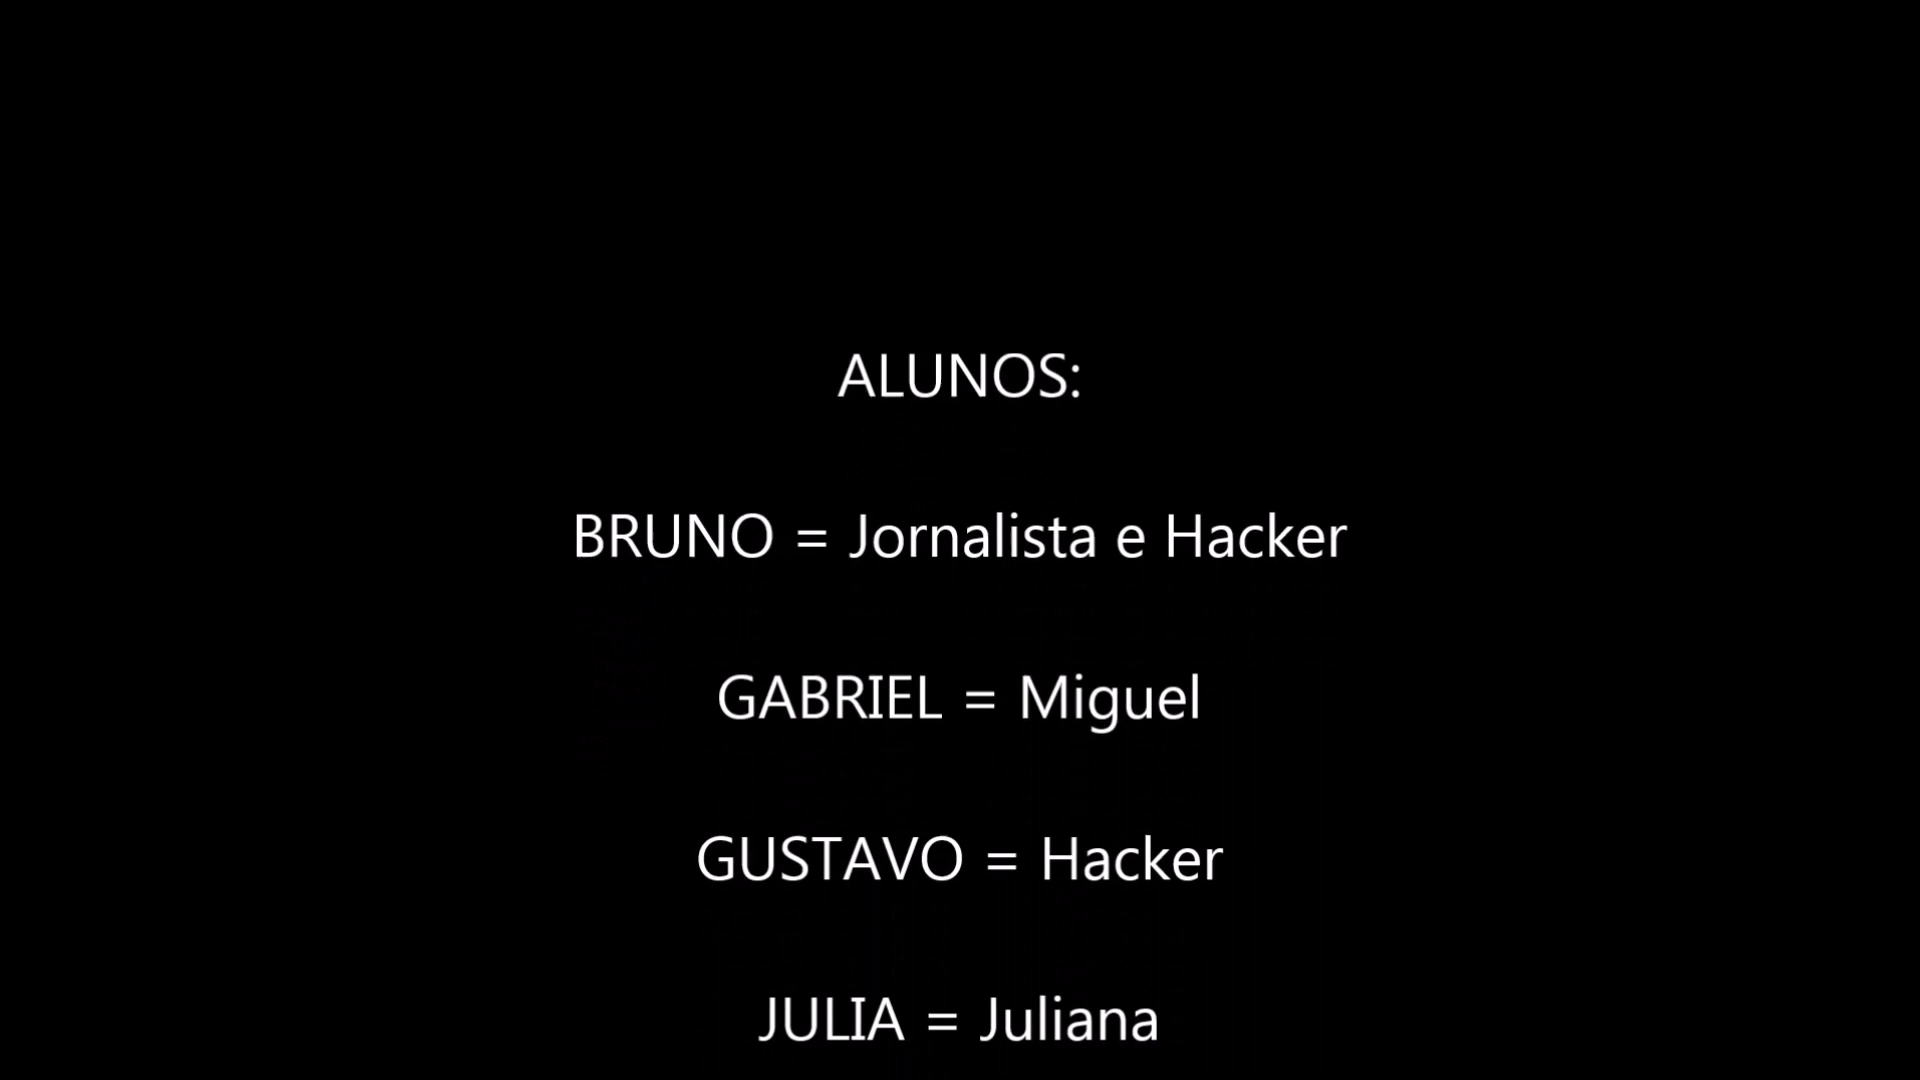 ALUNOS:
BRUNO = Jornalista e Hacker
GABRIEL = Miguel
GUSTAVO = Hacker
JULIA = Juliana